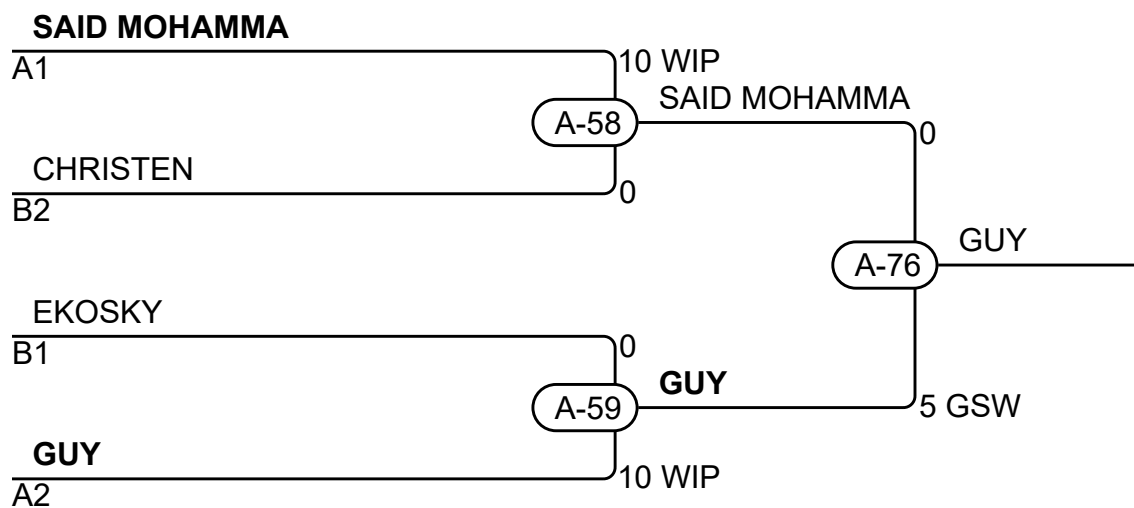 SAID MOHAMMA
A1
10 WIP
SAID MOHAMMA
A-58
0
CHRISTEN
B2
0
GUY
A-76
EKOSKY
B1
0
GUY
A-59
5 GSW
GUY
A2
10 WIP